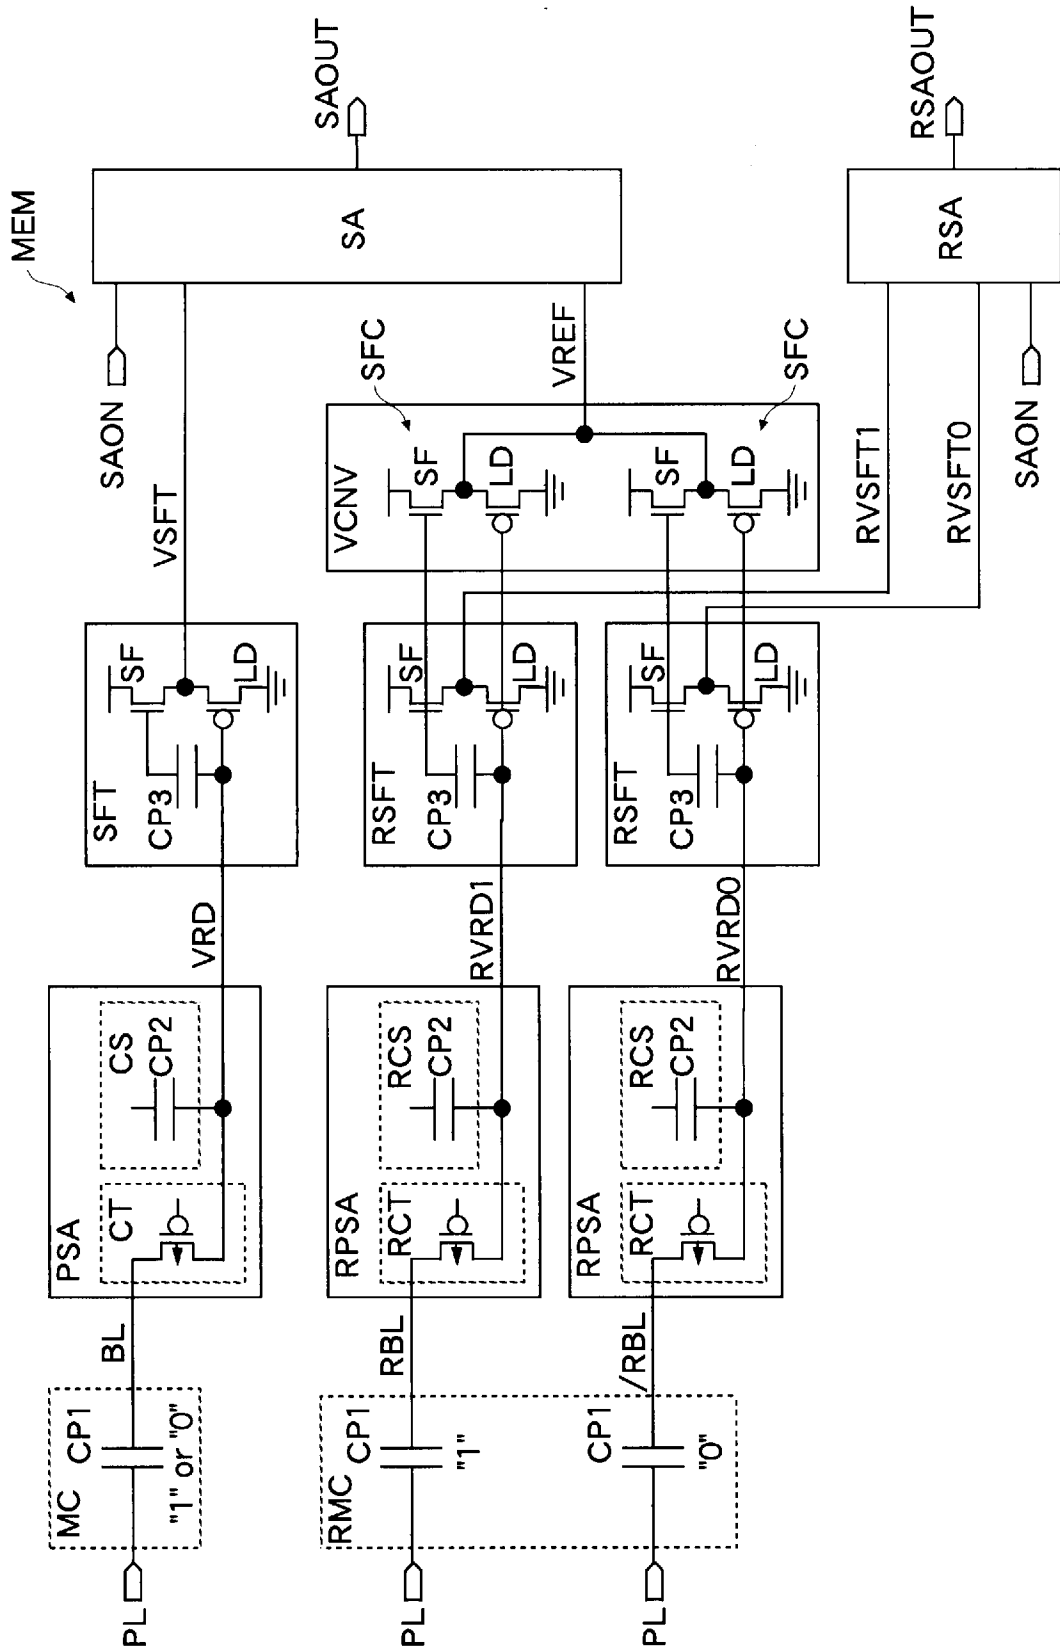 MEM
PL
MC
CP1
"1" or "0"
BL
PSA
CT
CS
CP2
VRD
SFT
CP3
SF
LD
VSFT
SAON
SA
SAOUT
PL
RMC
CP1
"1"
RBL
RPSA
RCT
RCS
CP2
RVRD1
RSFT
CP3
SF
LD
VCNV
SF
LD
SFC
VREF
PL
CP1
"0"
/RBL
RPSA
RCT
RCS
CP2
RVRD0
RSFT
CP3
SF
LD
SF
LD
SFC
RVSFT1
RVSFT0
SAON
RSA
RSAOUT